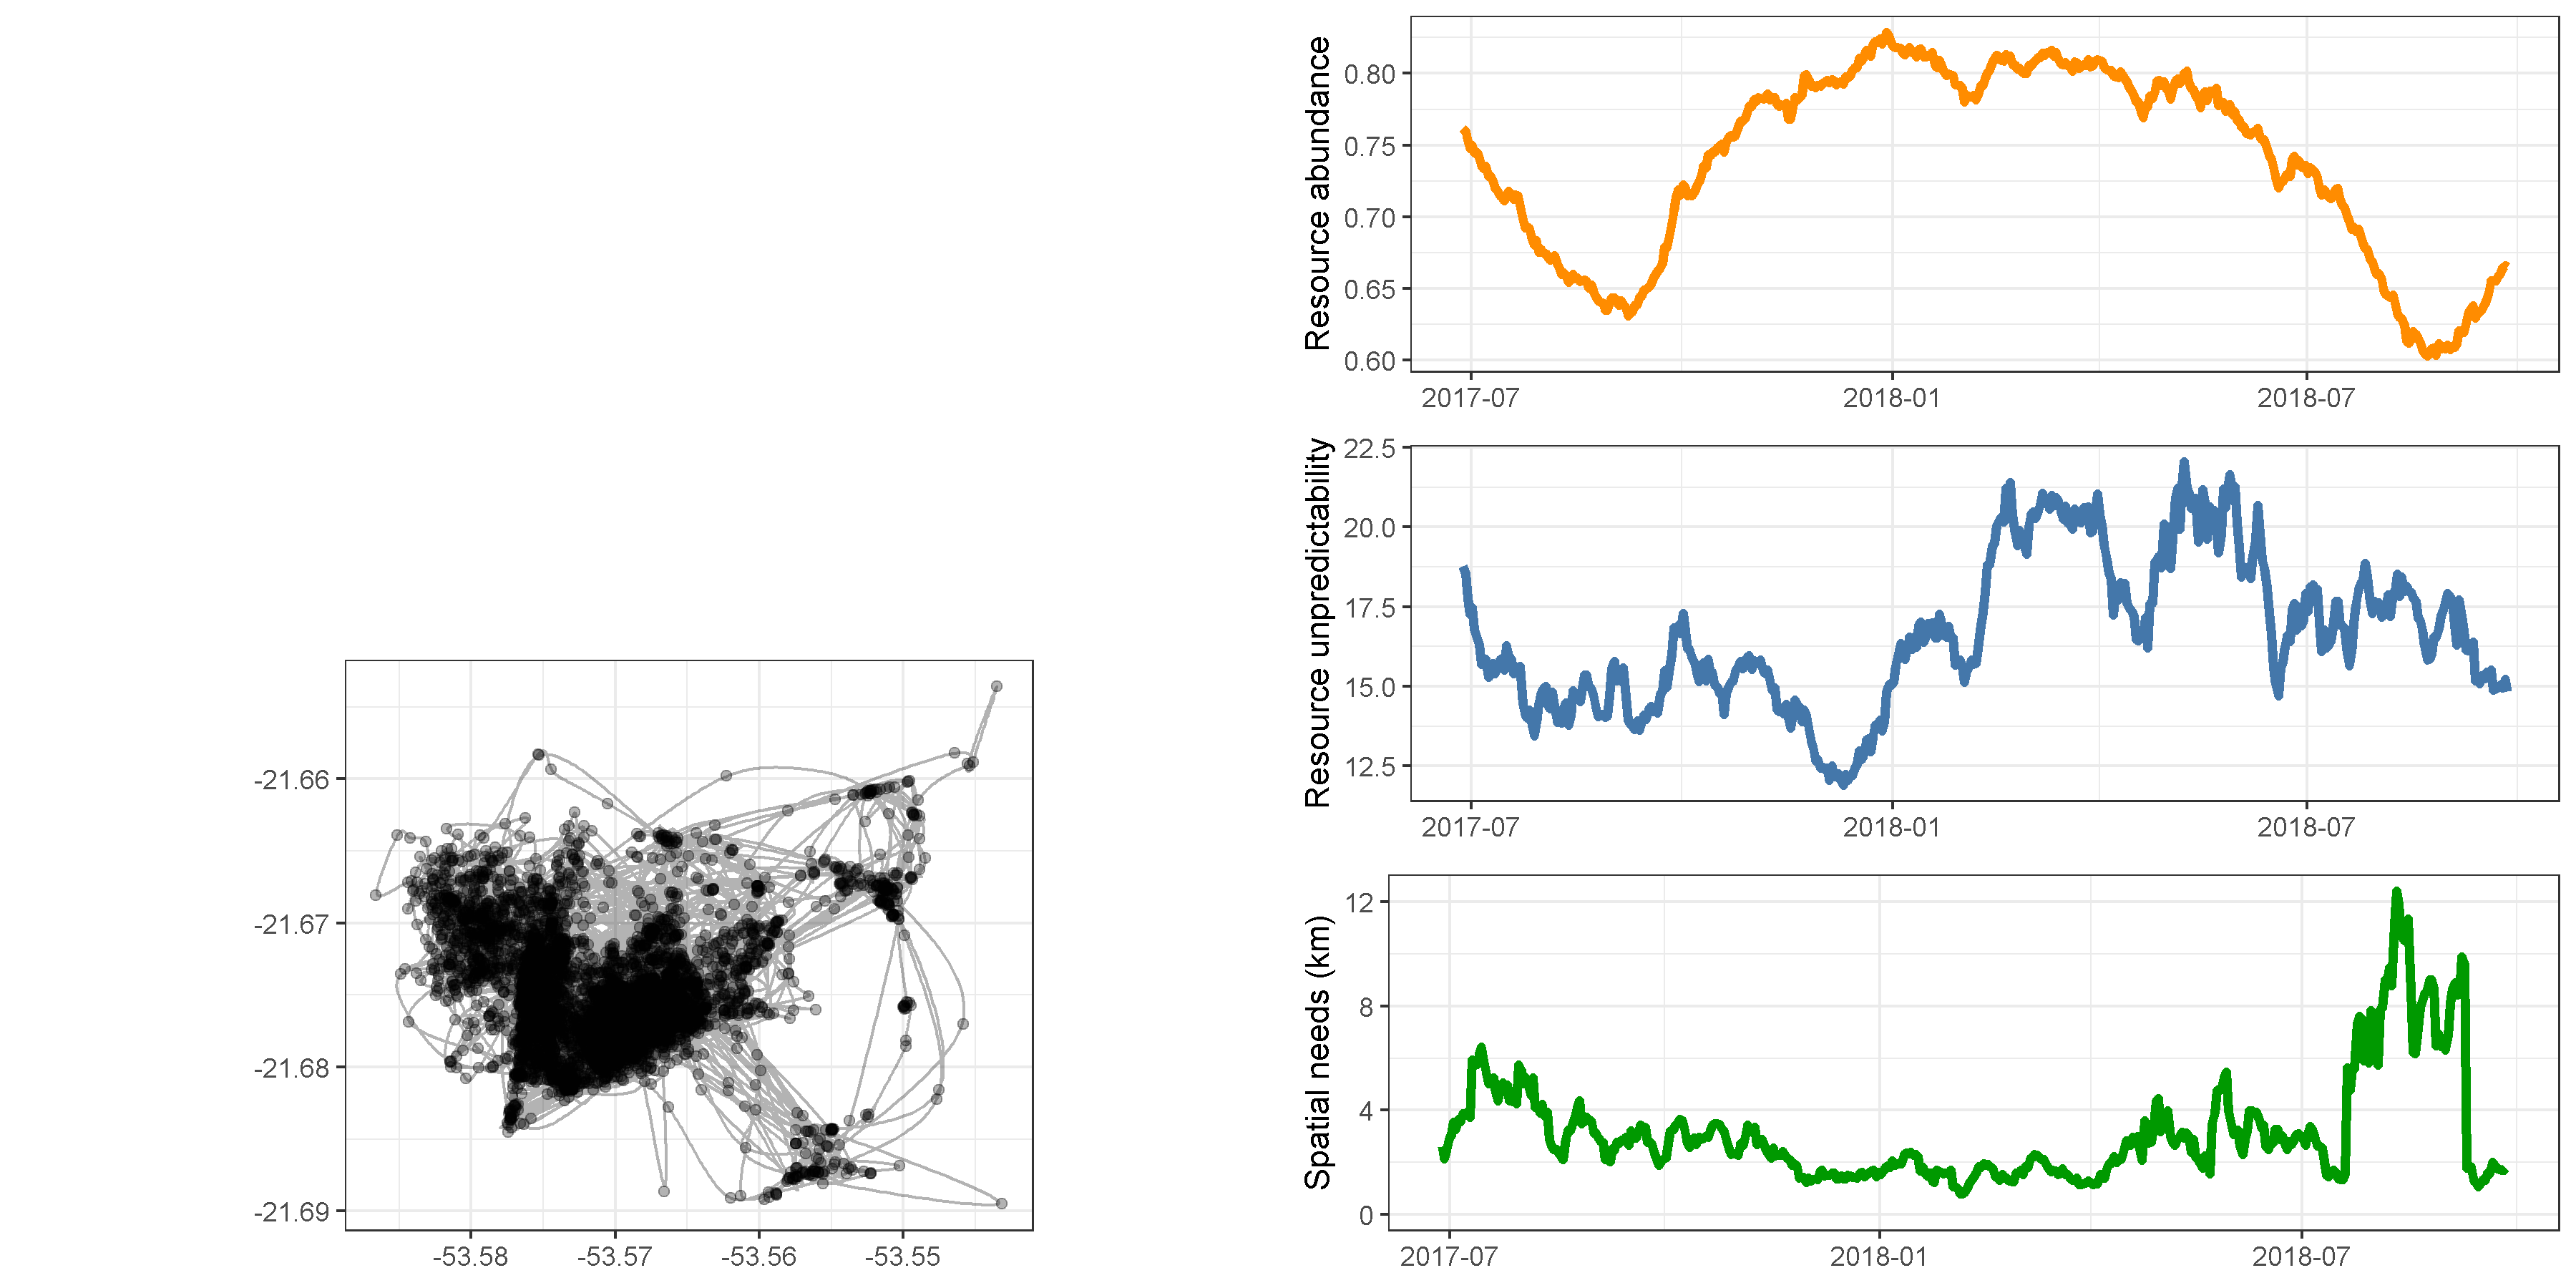 -21.66
-21.67
-21.68
-21.69
-53.58 -53.57 -53.56 -53.55
Resource abundance
0.80
0.75
0.70
0.65
0.60
2017-07 2018-01 2018-07
Resource unpredictability
22.5
20.0
17.5
15.0
12.5
2017-07 2018-01 2018-07
Spatial needs (km)
12
8
4
0
2017-07 2018-01 2018-07